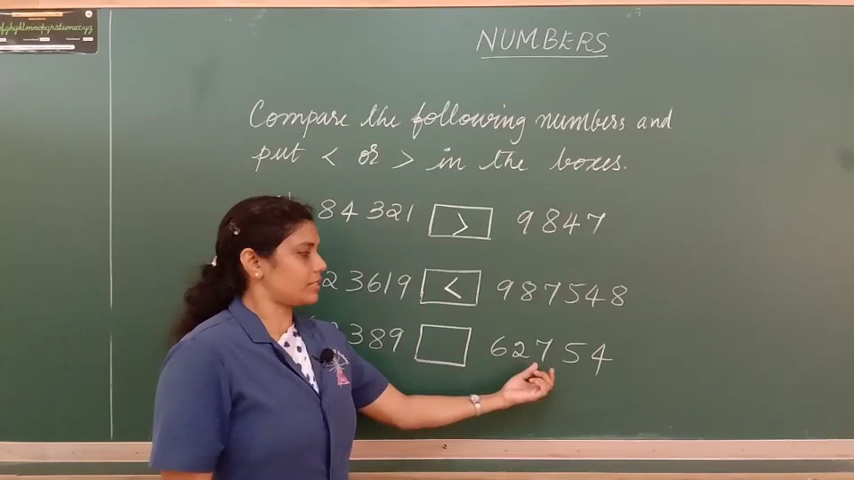 NUMBERS
Compare the following numbers and
put < or > in the boxes.
84321 > 9847
23619 < 987548
389 62754